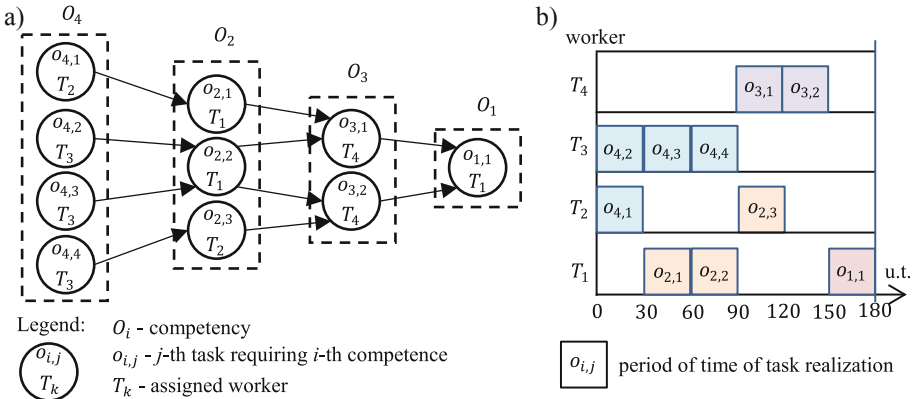 a)
O₄
O₂
O₃
O₁
o₄,₁
T₂
o₄,₂
T₃
o₄,₃
T₃
o₄,₄
T₃
o₂,₁
T₁
o₂,₂
T₁
o₂,₃
T₂
o₃,₁
T₄
o₃,₂
T₄
o₁,₁
T₁
Legend:
oᵢ,ⱼ
Tₖ
Oᵢ - competency
oᵢ,ⱼ - j-th task requiring i-th competence
Tₖ - assigned worker
b)
worker
T₄ o₃,₁ o₃,₂
T₃ o₄,₂ o₄,₃ o₄,₄
T₂ o₄,₁ o₂,₃
T₁ o₂,₁ o₂,₂ o₁,₁ u.t.
0 30 60 90 120 150 180
oᵢ,ⱼ period of time of task realization